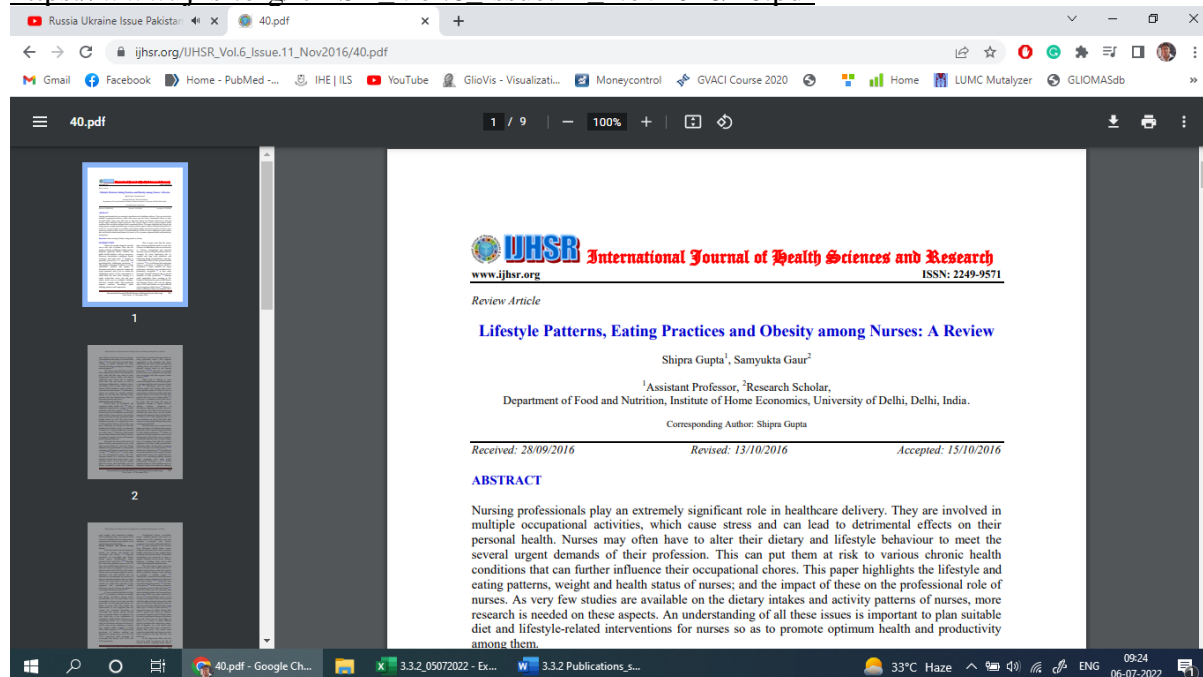 Russia Ukraine Issue Pakistan
40.pdf
ijhsr.org/IJHSR_Vol.6_Issue.11_Nov2016/40.pdf
Gmail Facebook Home - PubMed -... IHE | ILS YouTube GlioVis - Visualizati... Moneycontrol GVACI Course 2020 Home LUMC Mutalyzer GLIOMASdb »
40.pdf 1 / 9 100%
IJHSR International Journal of Health Sciences and Research
www.ijhsr.org ISSN: 2249-9571
Review Article
Lifestyle Patterns, Eating Practices and Obesity among Nurses: A Review
Shipra Gupta1, Samyukta Gaur2
1Assistant Professor, 2Research Scholar,
Department of Food and Nutrition, Institute of Home Economics, University of Delhi, Delhi, India.
Corresponding Author: Shipra Gupta
Received: 28/09/2016 Revised: 13/10/2016 Accepted: 15/10/2016
ABSTRACT
Nursing professionals play an extremely significant role in healthcare delivery. They are involved in
multiple occupational activities, which cause stress and can lead to detrimental effects on their
personal health. Nurses may often have to alter their dietary and lifestyle behaviour to meet the
several urgent demands of their profession. This can put them at risk to various chronic health
conditions that can further influence their occupational chores. This paper highlights the lifestyle and
eating patterns, weight and health status of nurses; and the impact of these on the professional role of
nurses. As very few studies are available on the dietary intakes and activity patterns of nurses, more
research is needed on these aspects. An understanding of all these issues is important to plan suitable
diet and lifestyle-related interventions for nurses so as to promote optimum health and productivity
among them.
1
2
40.pdf - Google Ch... 3.3.2_05072022 - Ex... 3.3.2 Publications_s... 33°C Haze ENG 09:24
06-07-2022